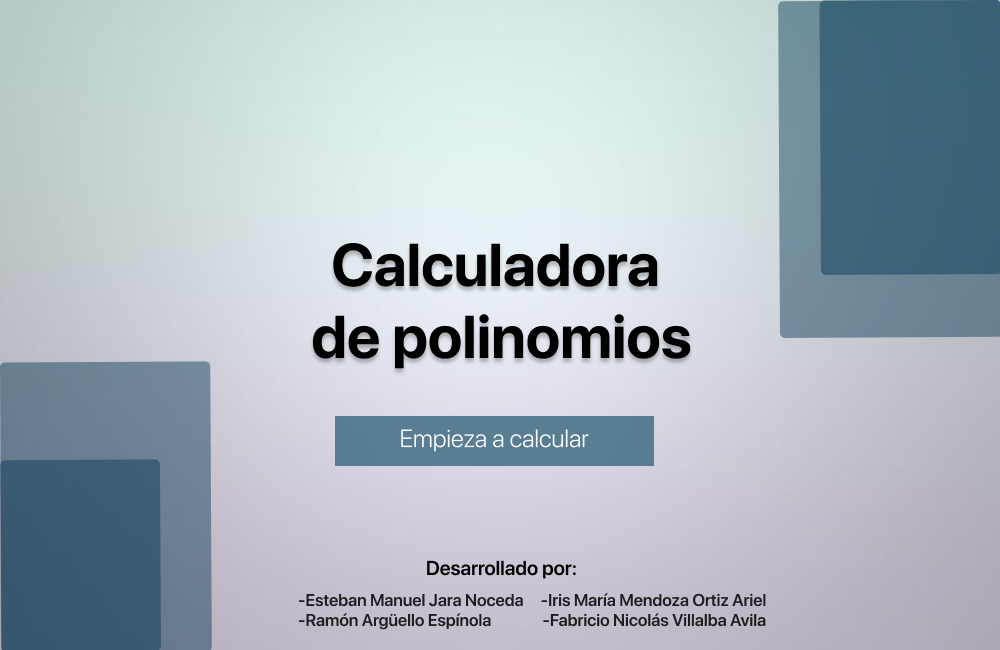 Calculadora
de polinomios
Empieza a calcular
Desarrollado por:
-Esteban Manuel Jara Noceda -Iris María Mendoza Ortiz Ariel
-Ramón Argüello Espínola -Fabricio Nicolás Villalba Avila